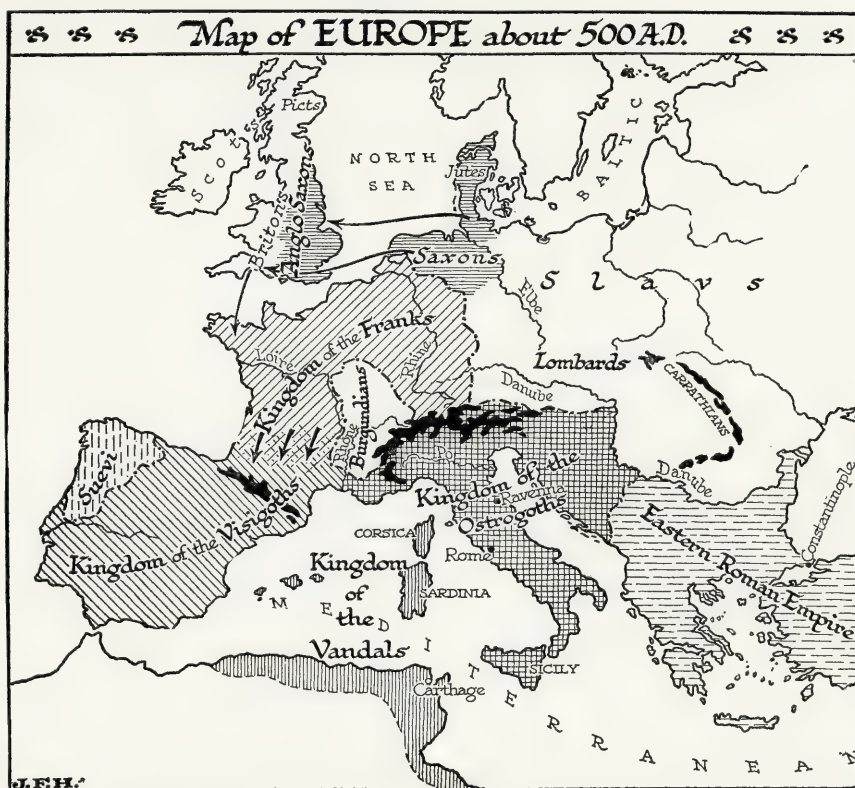 Map of EUROPE about 500 A.D.
Picts
Scots
NORTH
SEA
Jutes
BALTIC
Britons
Anglo Saxons
Saxons
Slavs
Elbe
Kingdom of the Franks
Loire
Rhine
Lombards
CARPATHIANS
Danube
Burgundians
Rhone
Po
Suevi
Kingdom of the Visigoths
Kingdom of the
Ostrogoths
Ravenna
Danube
Constantinople
Eastern Roman Empire
CORSICA
Rome
Kingdom
of
the
Vandals
SARDINIA
MEDITERRANEAN
SICILY
Carthage
J.F.H.